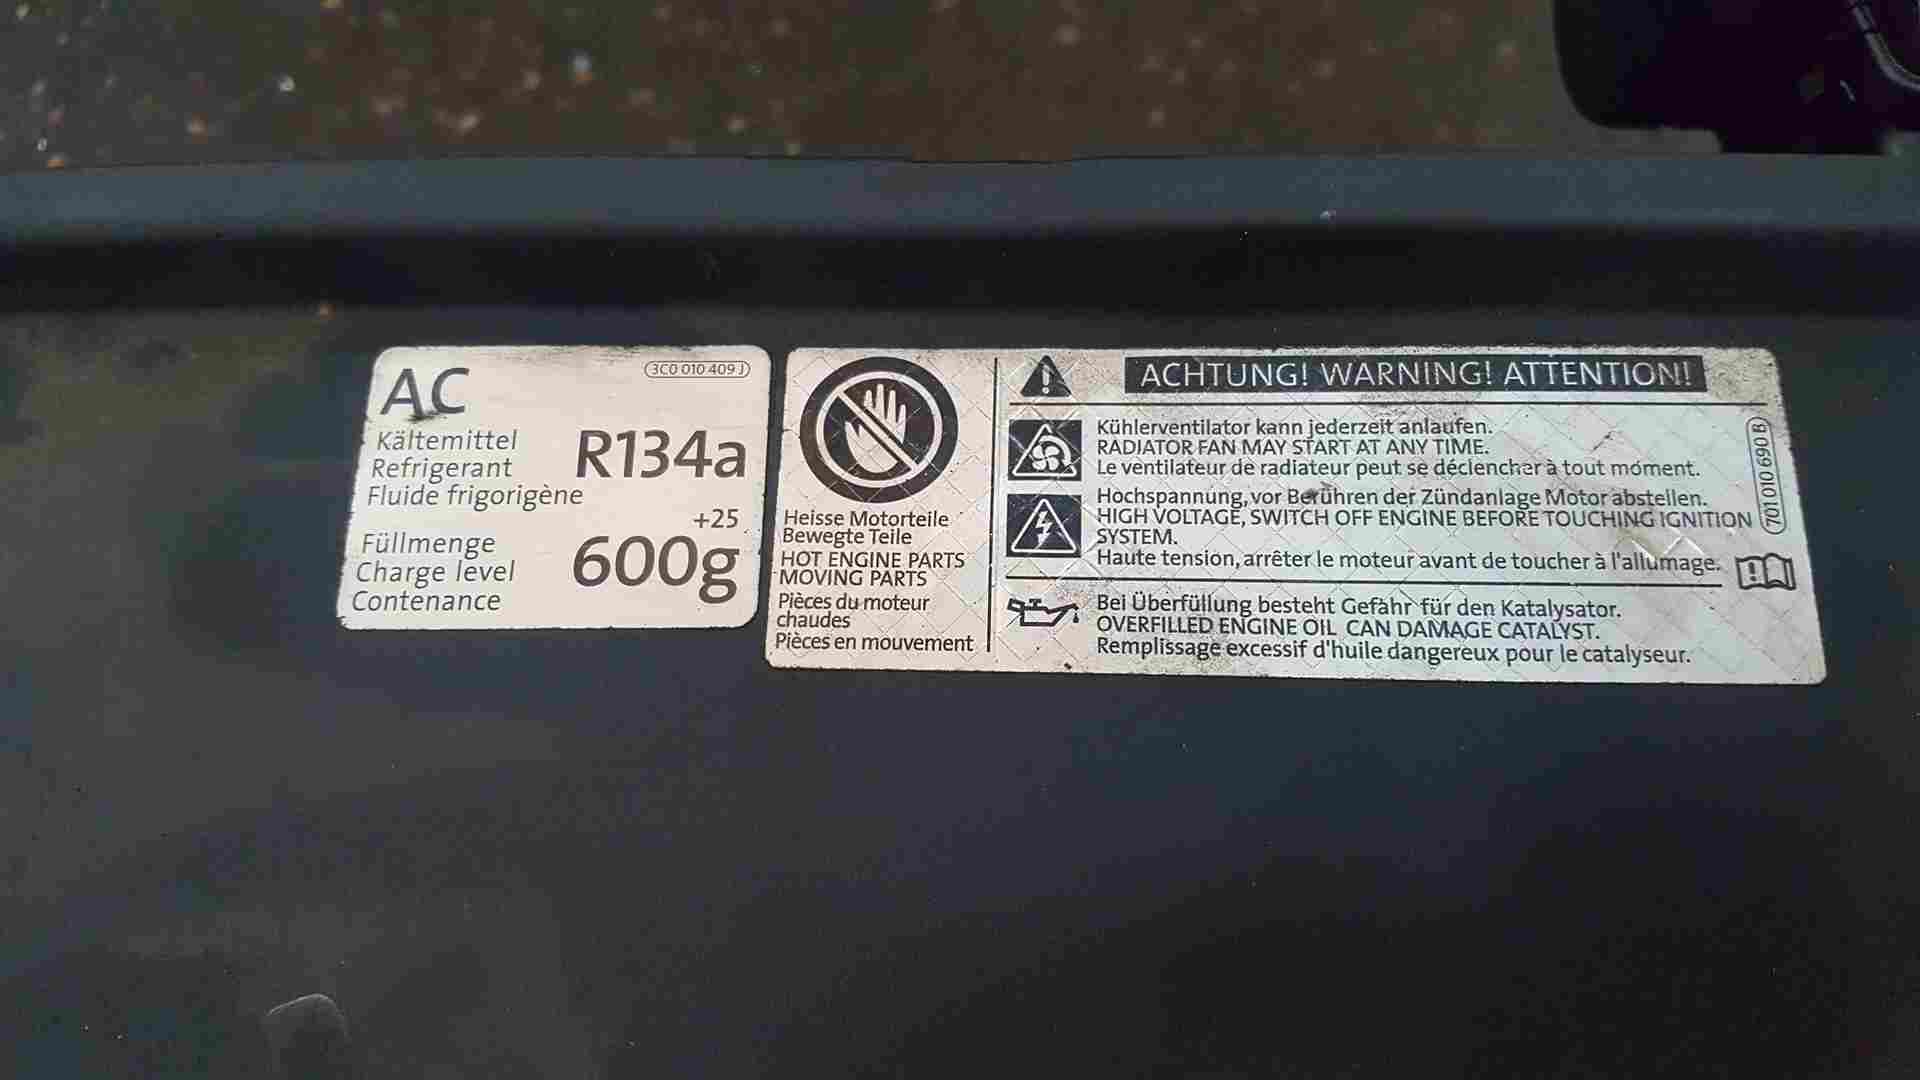 AC
3C0 010 409 J
Kältemittel
Refrigerant
Fluide frigorigène
R134a
Füllmenge
Charge level
Contenance
+25
600g
Heisse Motorteile
Bewegte Teile
HOT ENGINE PARTS
MOVING PARTS
Pièces du moteur
chaudes
Pièces en mouvement
ACHTUNG! WARNING! ATTENTION!
Kühlerventilator kann jederzeit anlaufen.
RADIATOR FAN MAY START AT ANY TIME.
Le ventilateur de radiateur peut se déclencher à tout moment.
Hochspannung, vor Berühren der Zündanlage Motor abstellen.
HIGH VOLTAGE, SWITCH OFF ENGINE BEFORE TOUCHING IGNITION
SYSTEM.
Haute tension, arrêter le moteur avant de toucher à l'allumage.
701 010 690 B
Bei Überfüllung besteht Gefahr für den Katalysator.
OVERFILLED ENGINE OIL CAN DAMAGE CATALYST.
Remplissage excessif d'huile dangereux pour le catalyseur.